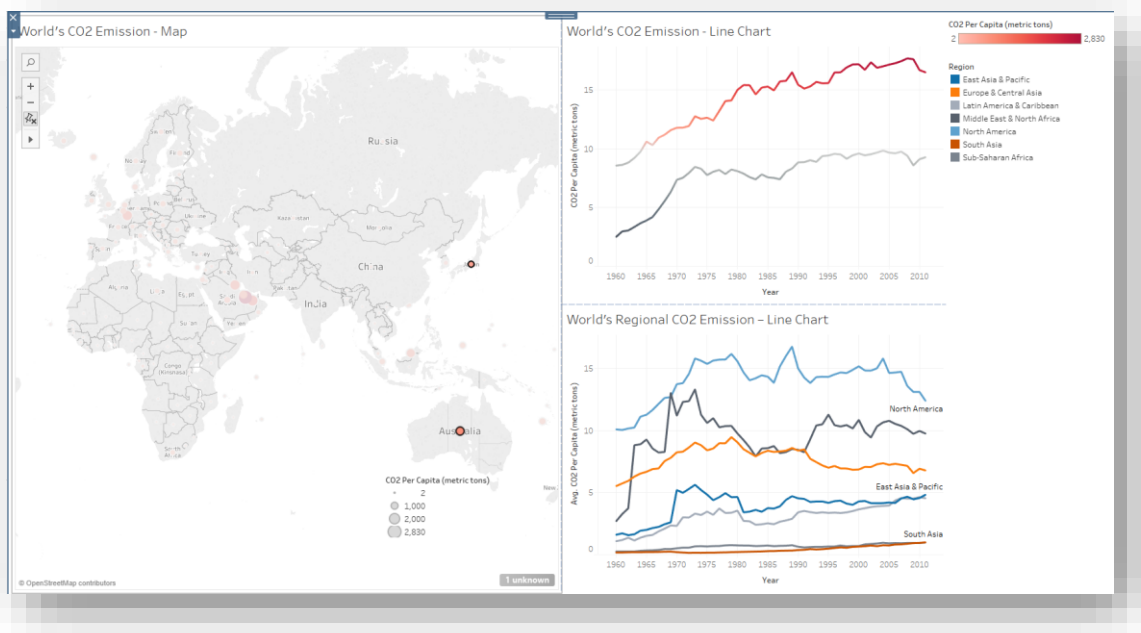 World's CO2 Emission - Map
Ru sia
China
India
© OpenStreetMap contributors
1 unknown
CO2 Per Capita (metric tons)
2
1,000
2,000
2,830
New
World's CO2 Emission - Line Chart
CO2 Per Capita (metric tons)
15
10
5
0
1960 1965 1970 1975 1980 1985 1990 1995 2000 2005 2010
Year
World's Regional CO2 Emission – Line Chart
Avg. CO2 Per Capita (metric tons)
15
10
5
0
North America
East Asia & Pacific
South Asia
1960 1965 1970 1975 1980 1985 1990 1995 2000 2005 2010
Year
CO2 Per Capita (metric tons)
2 2,830
Region
East Asia & Pacific
Europe & Central Asia
Latin America & Caribbean
Middle East & North Africa
North America
South Asia
Sub-Saharan Africa